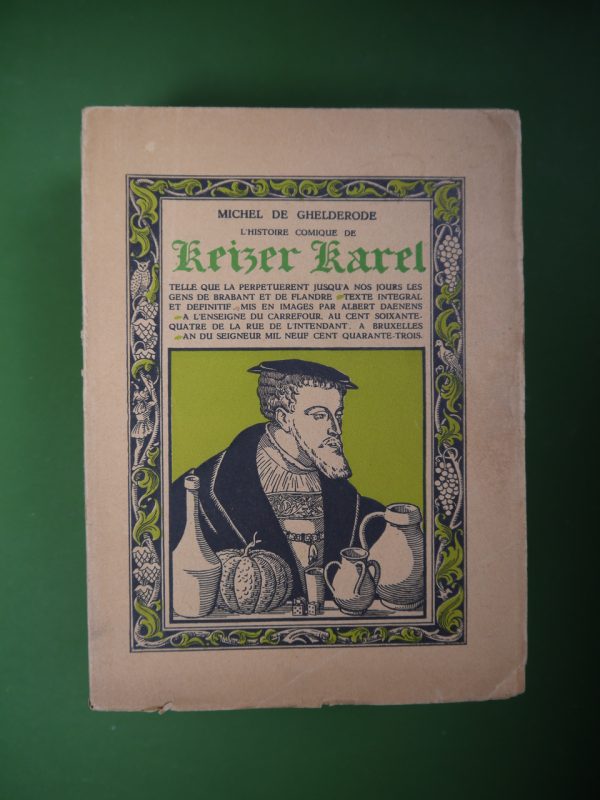 MICHEL DE GHELDERODE
L'HISTOIRE COMIQUE DE
Keizer Karel
TELLE QUE LA PERPETUERENT JUSQU'A NOS JOURS LES
GENS DE BRABANT ET DE FLANDRE TEXTE INTEGRAL
ET DEFINITIF. MIS EN IMAGES PAR ALBERT DAENENS
A L'ENSEIGNE DU CARREFOUR, AU CENT SOIXANTE-
QUATRE DE LA RUE DE L'INTENDANT, A BRUXELLES
AN DU SEIGNEUR MIL NEUF CENT QUARANTE-TROIS.